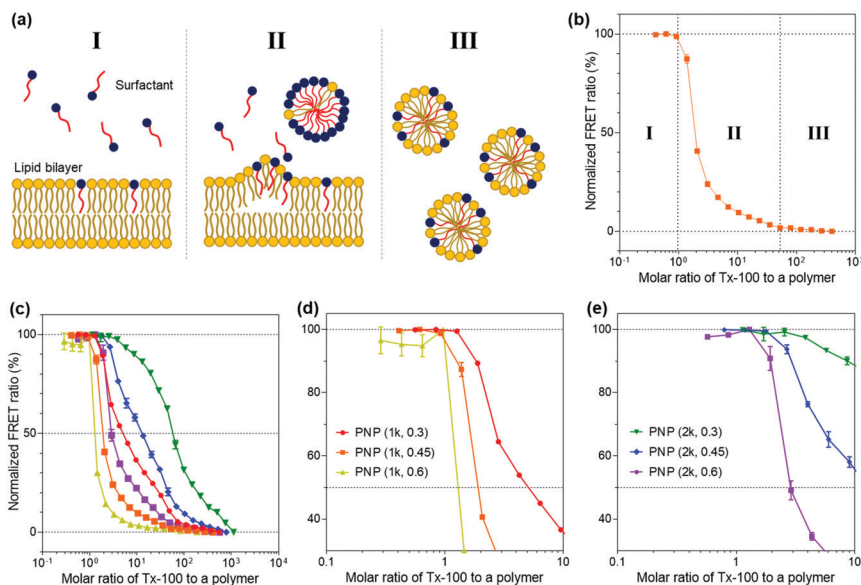 (a)
I
II
III
Surfactant
Lipid bilayer
(b)
Normalized FRET ratio (%)
100
50
0
I
II
III
10-1 100 101 102 103
Molar ratio of Tx-100 to a polymer
(c)
Normalized FRET ratio (%)
100
50
0
10-1 100 101 102 103 104
Molar ratio of Tx-100 to a polymer
(d)
100
80
60
40
PNP (1k, 0.3)
PNP (1k, 0.45)
PNP (1k, 0.6)
0.1 1 10
Molar ratio of Tx-100 to a polymer
(e)
100
80
60
40
PNP (2k, 0.3)
PNP (2k, 0.45)
PNP (2k, 0.6)
0.1 1 10
Molar ratio of Tx-100 to a polymer